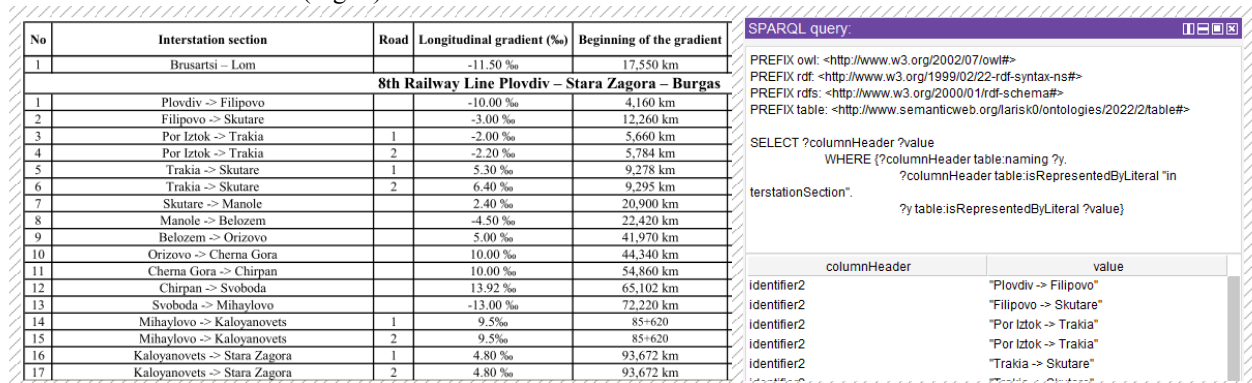 No Interstation section Road Longitudinal gradient (‰) Beginning of the gradient
1 Brusartsi – Lom -11.50 ‰ 17,550 km
8th Railway Line Plovdiv – Stara Zagora – Burgas
1 Plovdiv -> Filipovo -10.00 ‰ 4,160 km
2 Filipovo -> Skutare -3.00 ‰ 12,260 km
3 Por Iztok -> Trakia 1 -2.00 ‰ 5,660 km
4 Por Iztok -> Trakia 2 -2.20 ‰ 5,784 km
5 Trakia -> Skutare 1 5.30 ‰ 9,278 km
6 Trakia -> Skutare 2 6.40 ‰ 9,295 km
7 Skutare -> Manole 2.40 ‰ 20,900 km
8 Manole -> Belozem -4.50 ‰ 22,420 km
9 Belozem -> Orizovo 5.00 ‰ 41,970 km
10 Orizovo -> Cherna Gora 10.00 ‰ 44,340 km
11 Cherna Gora -> Chirpan 10.00 ‰ 54,860 km
12 Chirpan -> Svoboda 13.92 ‰ 65,102 km
13 Svoboda -> Mihaylovo -13.00 ‰ 72,220 km
14 Mihaylovo -> Kaloyanovets 1 9.5‰ 85+620
15 Mihaylovo -> Kaloyanovets 2 9.5‰ 85+620
16 Kaloyanovets -> Stara Zagora 1 4.80 ‰ 93,672 km
17 Kaloyanovets -> Stara Zagora 2 4.80 ‰ 93,672 km
SPARQL query:
PREFIX owl: <http://www.w3.org/2002/07/owl#>
PREFIX rdf: <http://www.w3.org/1999/02/22-rdf-syntax-ns#>
PREFIX rdfs: <http://www.w3.org/2000/01/rdf-schema#>
PREFIX table: <http://www.semanticweb.org/larisk0/ontologies/2022/2/table#>
SELECT ?columnHeader ?value
WHERE {?columnHeader table:naming ?y.
?columnHeader table:isRepresentedByLiteral "in
terstationSection".
?y table:isRepresentedByLiteral ?value}
columnHeader value
identifier2 "Plovdiv -> Filipovo"
identifier2 "Filipovo -> Skutare"
identifier2 "Por Iztok -> Trakia"
identifier2 "Por Iztok -> Trakia"
identifier2 "Trakia -> Skutare"